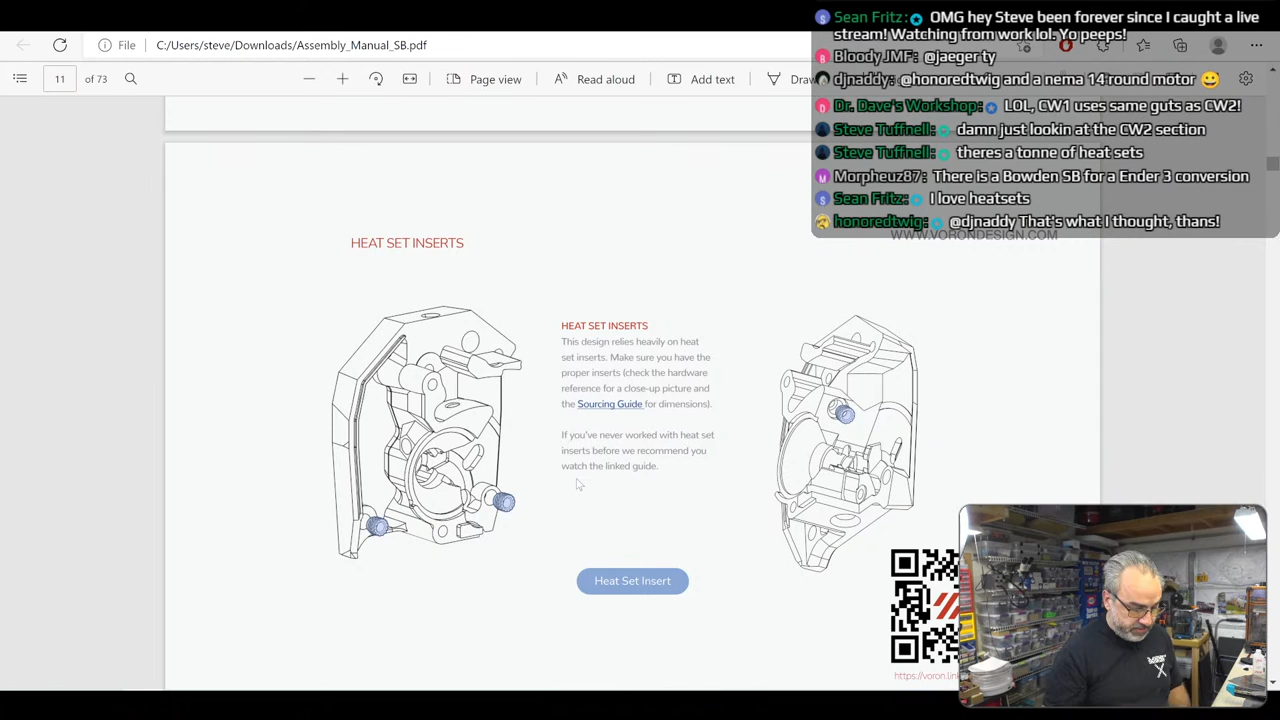 File
C:/Users/steve/Downloads/Assembly_Manual_SB.pdf
11 of 73
Page view
Read aloud
Add text
Draw
Sean Fritz: OMG hey Steve been forever since I caught a live
stream! Watching from work lol. Yo peeps!
Bloody JMF: @jaeger ty
djnaddy: @honoredtwig and a nema 14 round motor 😀
Dr. Dave's Workshop: LOL, CW1 uses same guts as CW2!
Steve Tuffnell: damn just lookin at the CW2 section
Steve Tuffnell: theres a tonne of heat sets
Morpheuz87: There is a Bowden SB for a Ender 3 conversion
Sean Fritz: I love heatsets
honoredtwig: @djnaddy That's what I thought, thans!
WWW.VORONDESIGN.COM
HEAT SET INSERTS
HEAT SET INSERTS
This design relies heavily on heat
set inserts. Make sure you have the
proper inserts (check the hardware
reference for a close-up picture and
the Sourcing Guide for dimensions).
If you've never worked with heat set
inserts before we recommend you
watch the linked guide.
Heat Set Insert
https://voron.lin